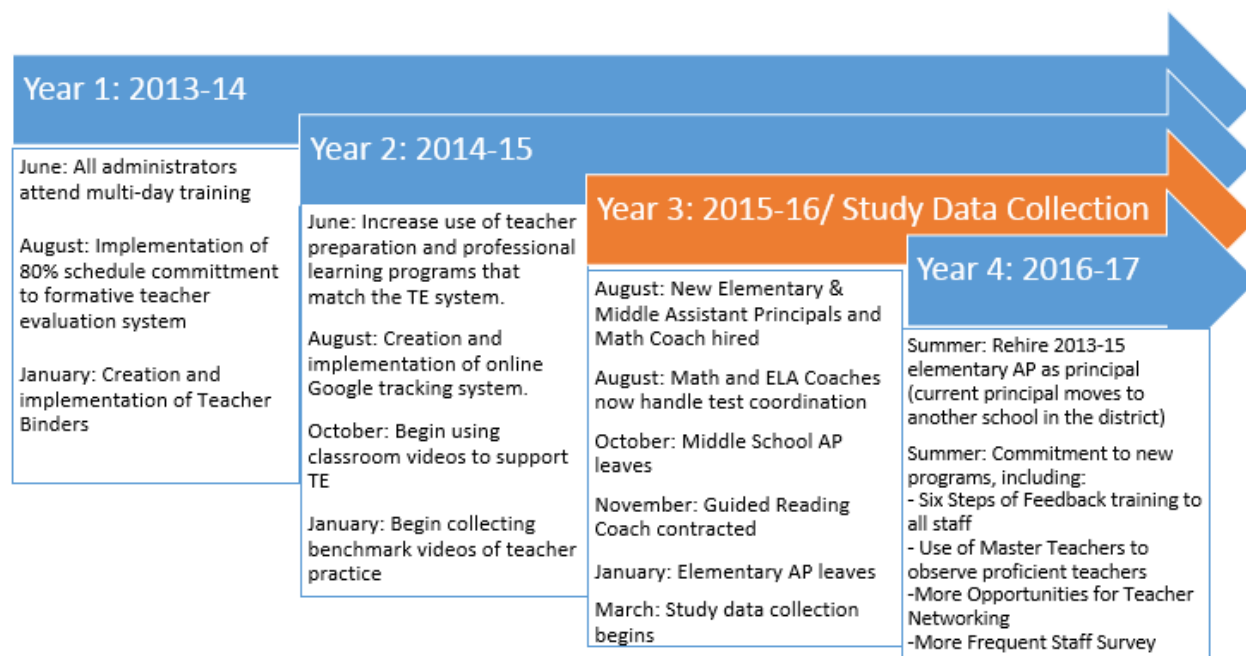 Year 1: 2013-14
June: All administrators
attend multi-day training
August: Implementation of
80% schedule committment
to formative teacher
evaluation system
January: Creation and
implementation of Teacher
Binders
Year 2: 2014-15
June: Increase use of teacher
preparation and professional
learning programs that
match the TE system.
August: Creation and
implementation of online
Google tracking system.
October: Begin using
classroom videos to support
TE
January: Begin collecting
benchmark videos of teacher
practice
Year 3: 2015-16/ Study Data Collection
August: New Elementary &
Middle Assistant Principals and
Math Coach hired
August: Math and ELA Coaches
now handle test coordination
October: Middle School AP
leaves
November: Guided Reading
Coach contracted
January: Elementary AP leaves
March: Study data collection
begins
Year 4: 2016-17
Summer: Rehire 2013-15
elementary AP as principal
(current principal moves to
another school in the district)
Summer: Commitment to new
programs, including:
- Six Steps of Feedback training to
all staff
- Use of Master Teachers to
observe proficient teachers
-More Opportunities for Teacher
Networking
-More Frequent Staff Survey